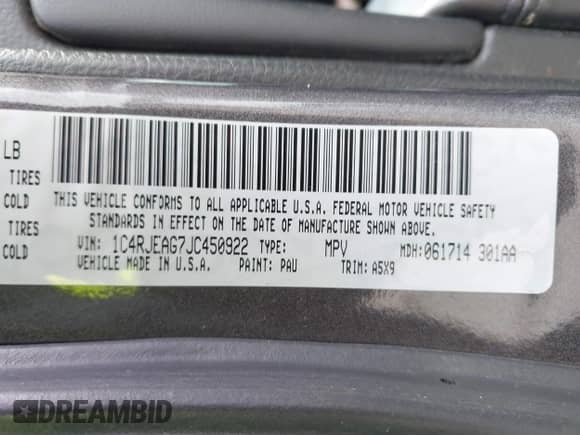 LB
TIRES
COLD
TIRES
COLD
THIS VEHICLE CONFORMS TO ALL APPLICABLE U.S.A. FEDERAL MOTOR VEHICLE SAFETY
STANDARDS IN EFFECT ON THE DATE OF MANUFACTURE SHOWN ABOVE.
VIN: 1C4RJEAG7JC450922 TYPE: MPV MDH:061714 301AA
VEHICLE MADE IN U.S.A. PAINT: PAU TRIM: A5X9
DREAMBID